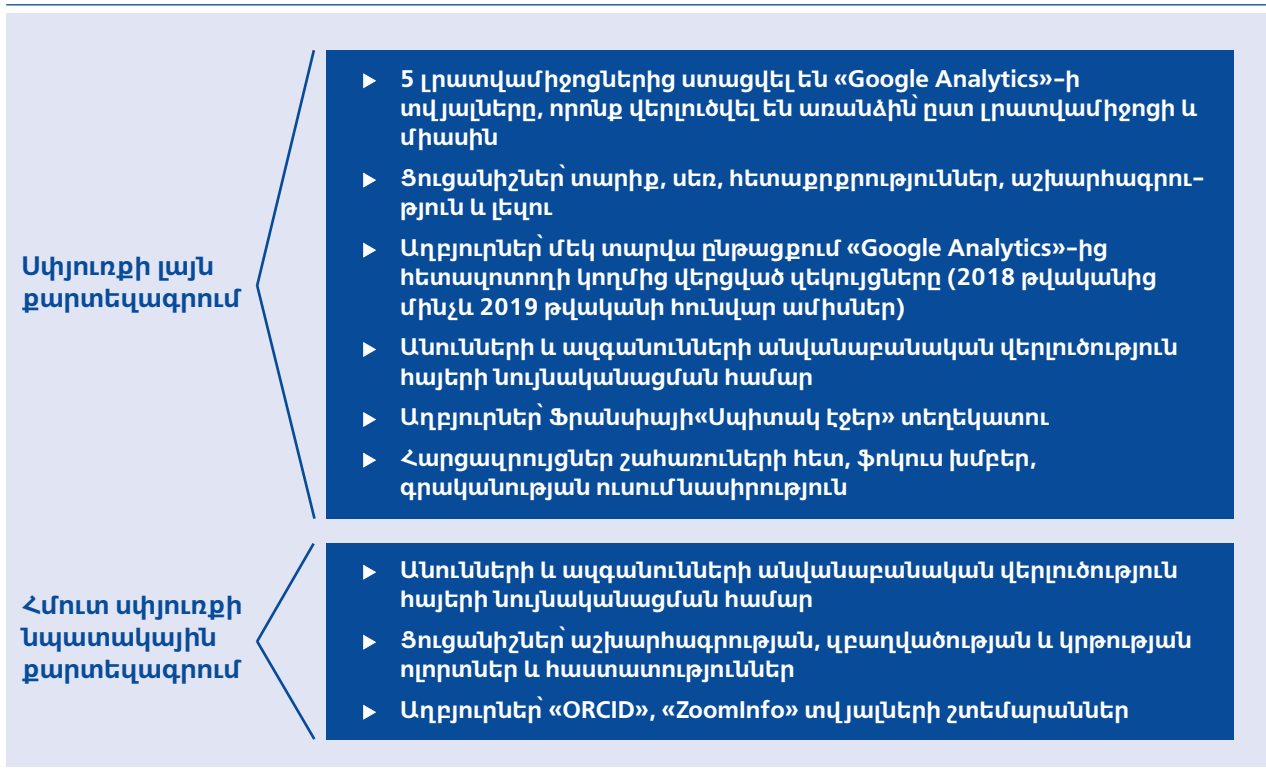 Սփյուռքի լայն
քարտեզագրում
▶ 5 լրատվամիջոցներից ստացվել են «Google Analytics»-ի
տվյալները, որոնք վերլուծվել են առանձին՝ ըստ լրատվամիջոցի և
միասին
▶ Ցուցանիշներ՝ տարիք, սեռ, հետաքրքրություններ, աշխարհագրու-
թյուն և լեզու
▶ Աղբյուրներ՝ մեկ տարվա ընթացքում «Google Analytics»-ից
հետազոտողի կողմից վերցված զեկույցները (2018 թվականից
մինչև 2019 թվականի հունվար ամիսներ)
▶ Անունների և ազգանունների անվանաբանական վերլուծություն
հայերի նույնականացման համար
▶ Աղբյուրներ՝ Ֆրանսիայի«Սպիտակ էջեր» տեղեկատու
▶ Հարցազրույցներ շահառուների հետ, ֆոկուս խմբեր,
գրականության ուսումնասիրություն
Հմուտ սփյուռքի
նպատակային
քարտեզագրում
▶ Անունների և ազգանունների անվանաբանական վերլուծություն
հայերի նույնականացման համար
▶ Ցուցանիշներ՝ աշխարհագրության, զբաղվածության և կրթության
ոլորտներ և հաստատություններ
▶ Աղբյուրներ՝ «ORCID», «ZoomInfo» տվյալների շտեմարաններ